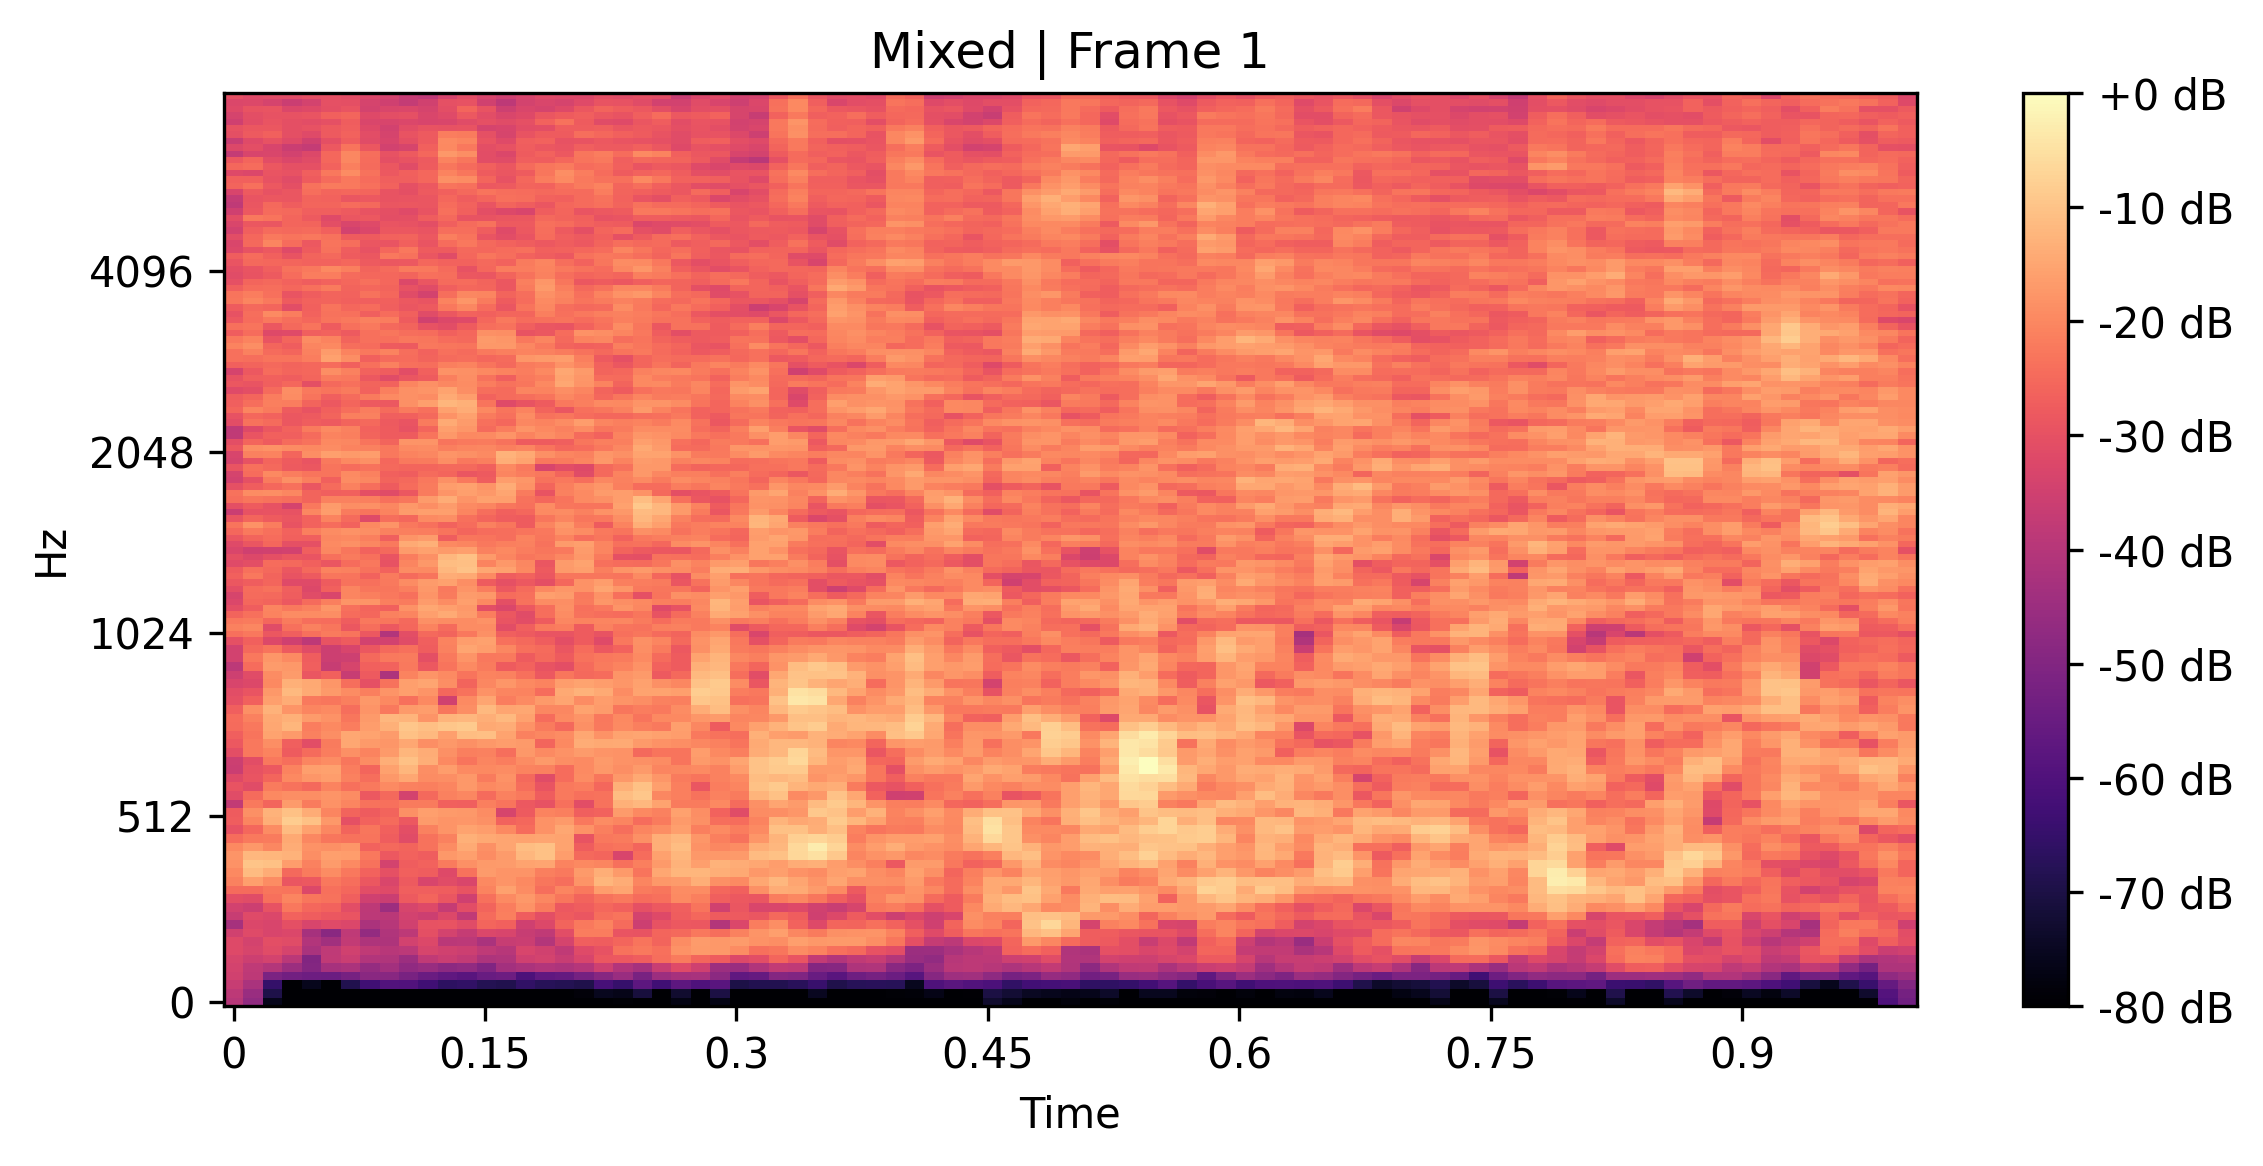 Mixed | Frame 1
Hz
4096
2048
1024
512
0
0 0.15 0.3 0.45 0.6 0.75 0.9
Time
+0 dB
-10 dB
-20 dB
-30 dB
-40 dB
-50 dB
-60 dB
-70 dB
-80 dB